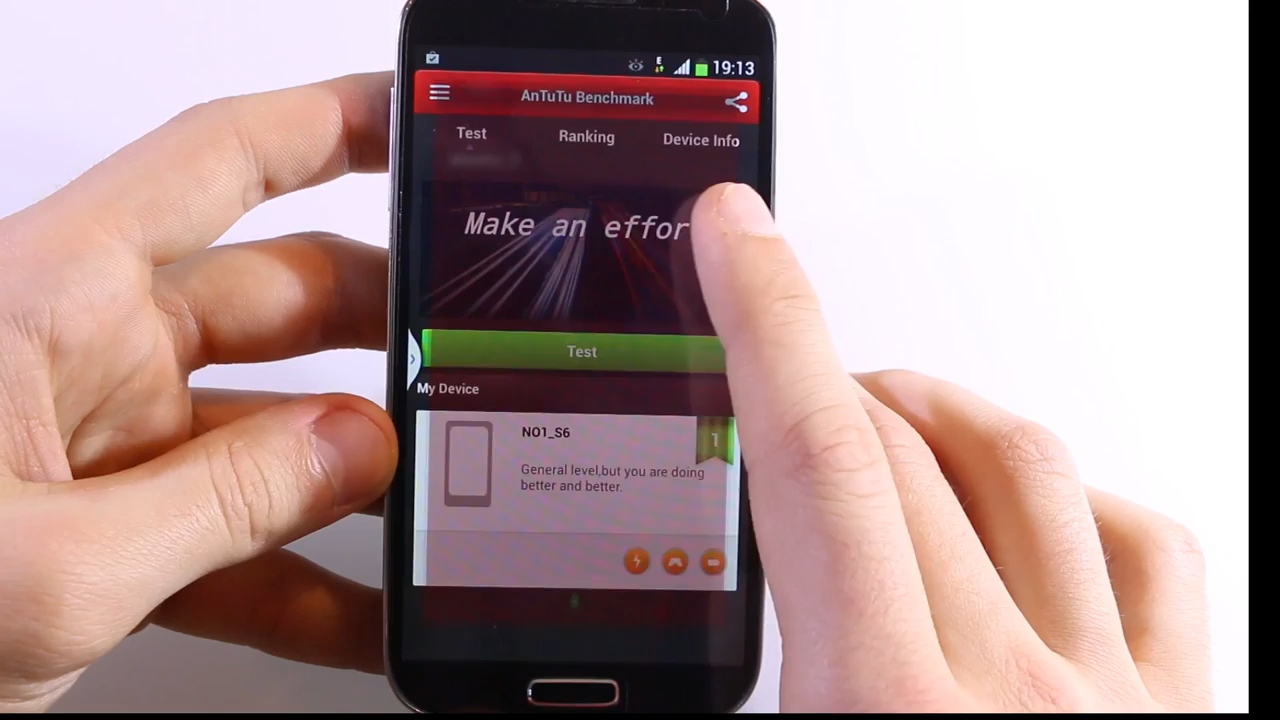 E 19:13
AnTuTu Benchmark
Test Ranking Device Info
Make an effor
Test
My Device
NO1_S6
1
General level,but you are doing
better and better.